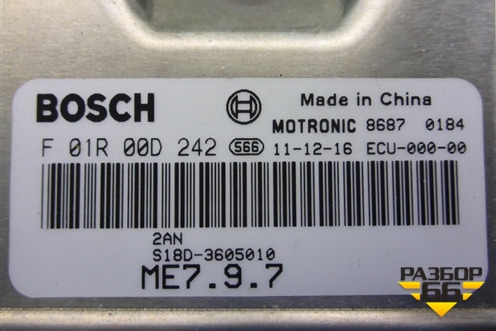 BOSCH
Made in China
MOTRONIC 8687 0184
F 01R 00D 242 566 11-12-16 ECU-000-00
2AN
S18D-3605010
ME7.9.7
РАЗБОР
66